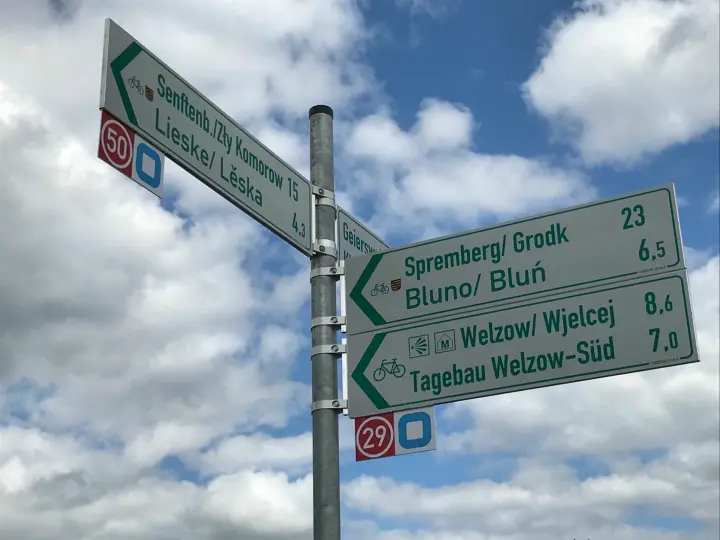 Senftenb./Zły Komorow 15
Lieske/ Lěska 4,3
50
Geiersw
Spremberg/ Grodk 23
Bluno/ Bluń 6,5
M Welzow/ Wjelcej 8,6
Tagebau Welzow-Süd 7,0
29